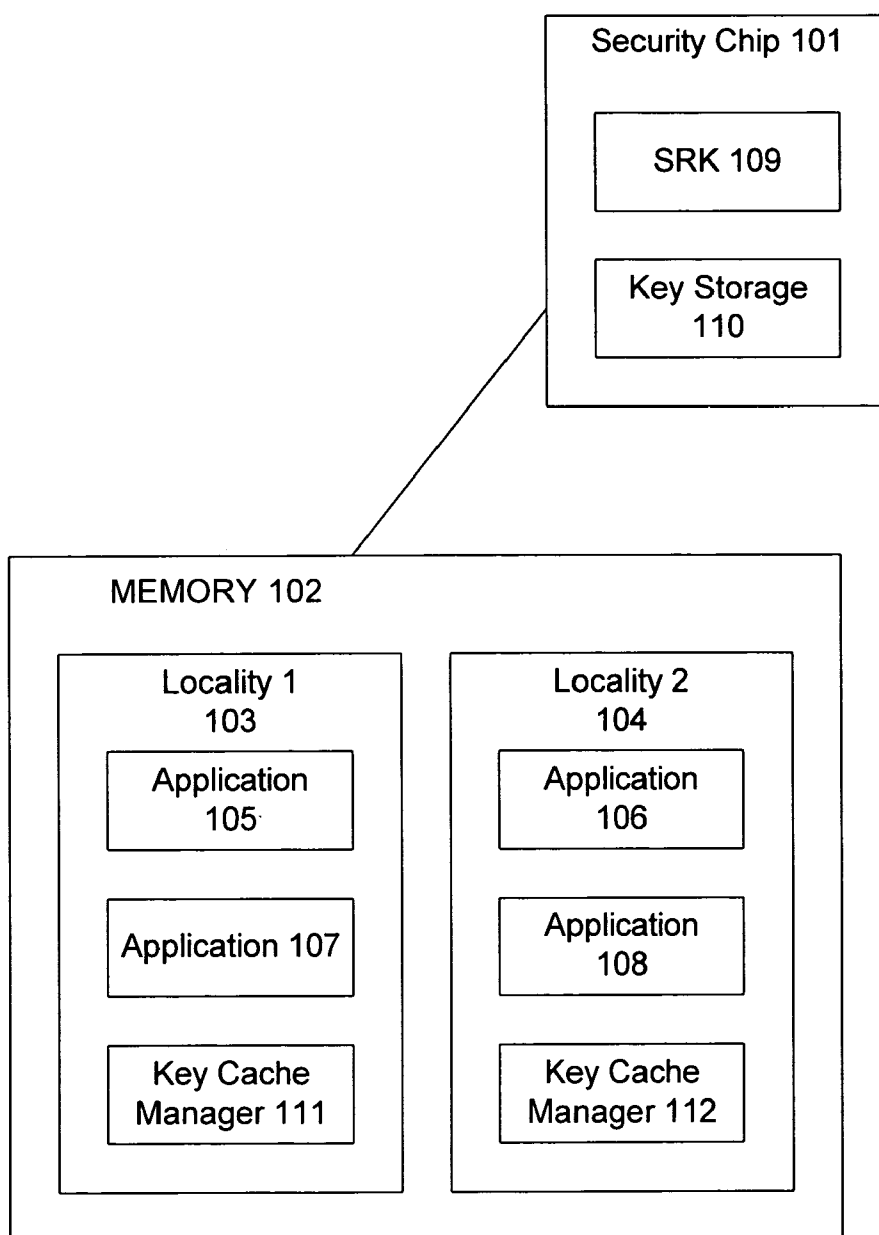 Security Chip 101
SRK 109
Key Storage
110
MEMORY 102
Locality 1
103
Application
105
Application 107
Key Cache
Manager 111
Locality 2
104
Application
106
Application
108
Key Cache
Manager 112